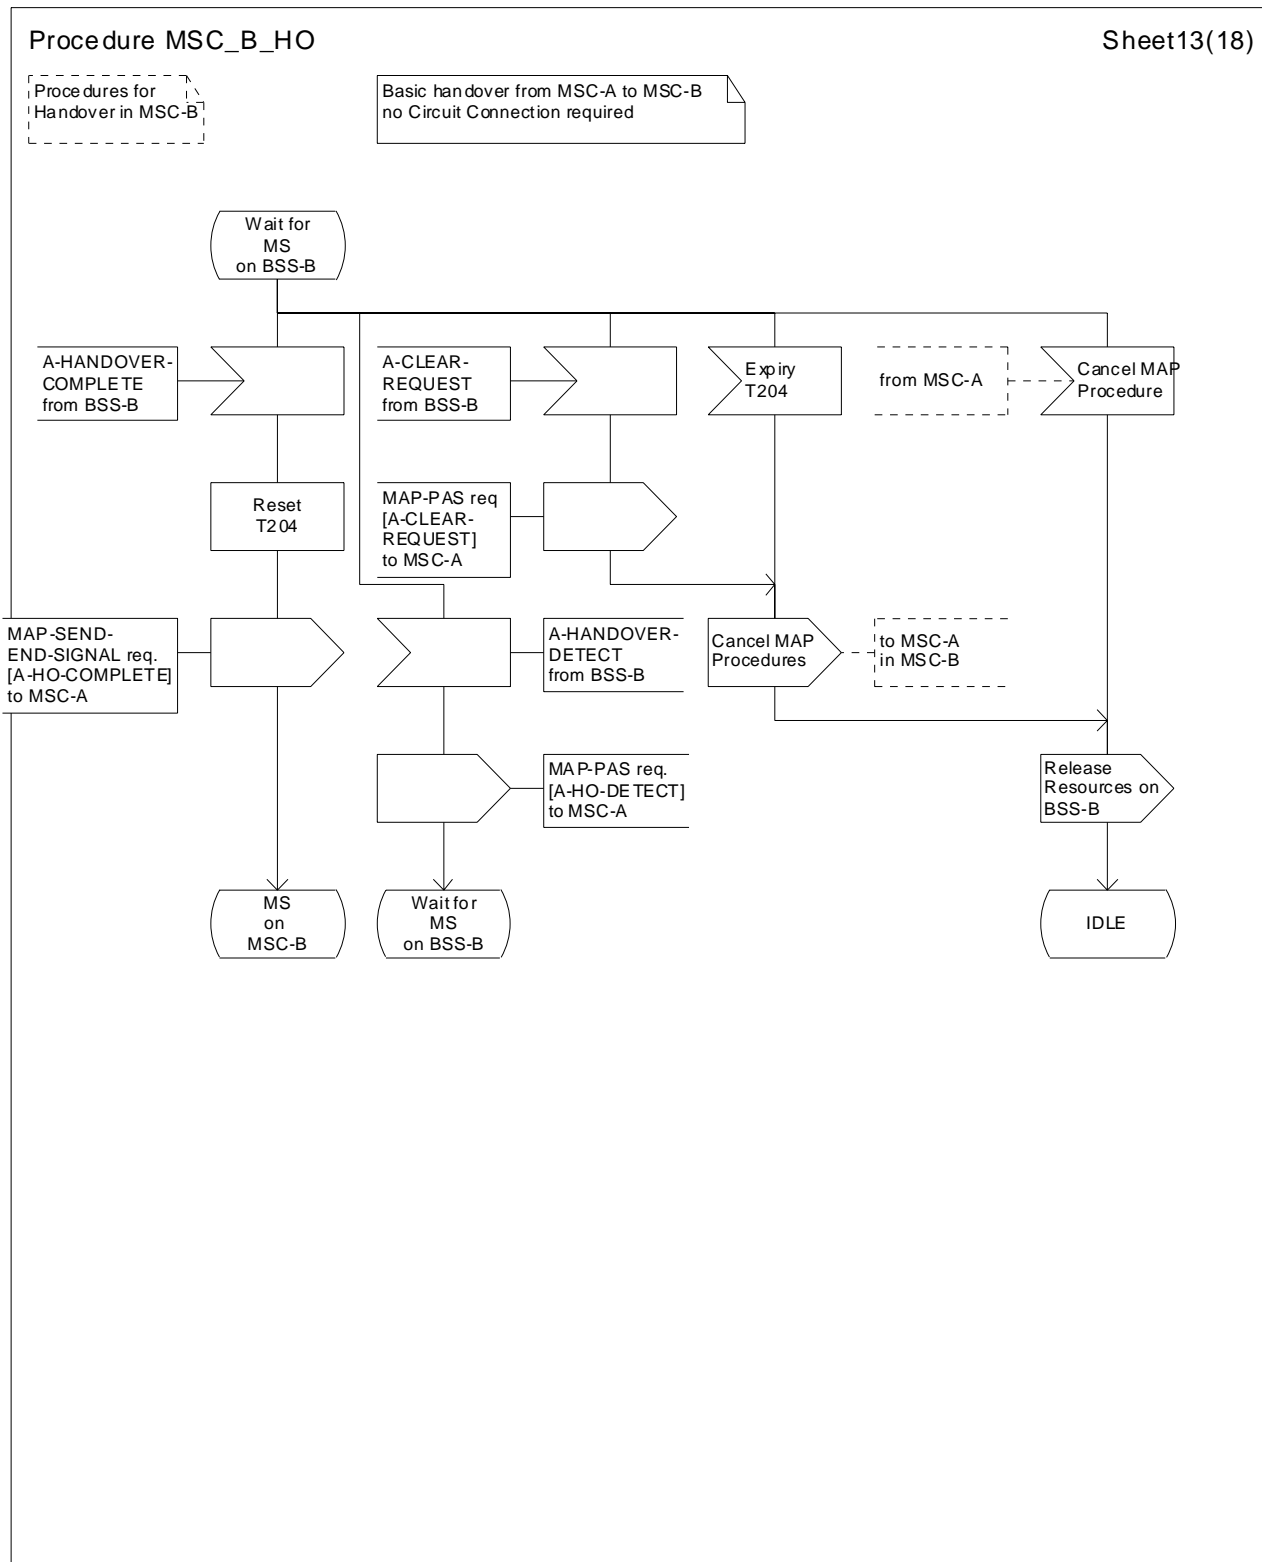 Procedure MSC_B_HO
Sheet13(18)
Procedures for
Handover in MSC-B
Basic handover from MSC-A to MSC-B
no Circuit Connection required
Wait for
MS
on BSS-B
A-HANDOVER-
COMPLETE
from BSS-B
A-CLEAR-
REQUEST
from BSS-B
Expiry
T204
from MSC-A
Cancel MAP
Procedure
Reset
T204
MAP-PAS req
[A-CLEAR-
REQUEST]
to MSC-A
MAP-SEND-
END-SIGNAL req.
[A-HO-COMPLETE]
to MSC-A
A-HANDOVER-
DETECT
from BSS-B
Cancel MAP
Procedures
to MSC-A
in MSC-B
MAP-PAS req.
[A-HO-DETECT]
to MSC-A
Release
Resources on
BSS-B
MS
on
MSC-B
Wait for
MS
on BSS-B
IDLE